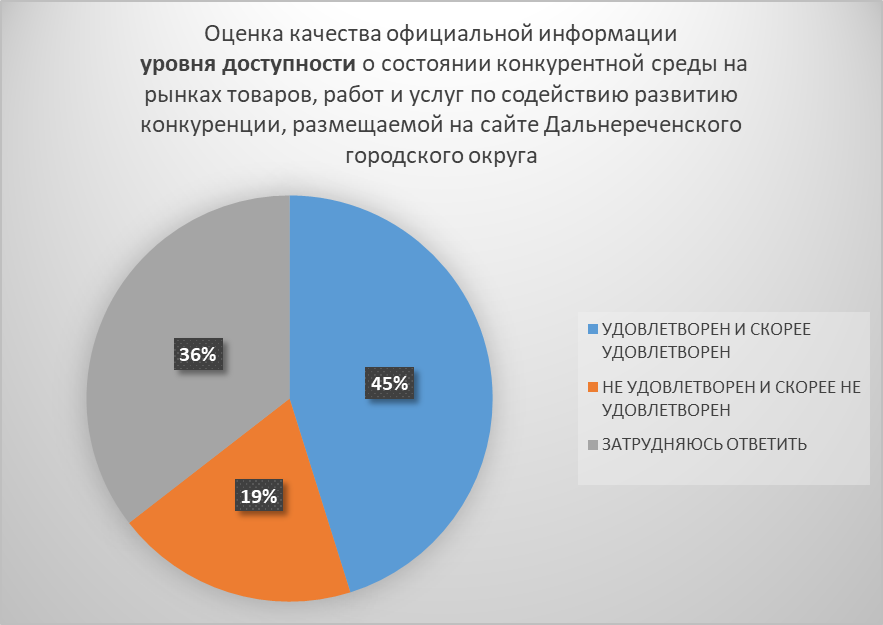 Оценка качества официальной информации
уровня доступности о состоянии конкурентной среды на
рынках товаров, работ и услуг по содействию развитию
конкуренции, размещаемой на сайте Дальнереченского
городского округа
36%
45%
19%
УДОВЛЕТВОРЕН И СКОРЕЕ
УДОВЛЕТВОРЕН
НЕ УДОВЛЕТВОРЕН И СКОРЕЕ НЕ
УДОВЛЕТВОРЕН
ЗАТРУДНЯЮСЬ ОТВЕТИТЬ